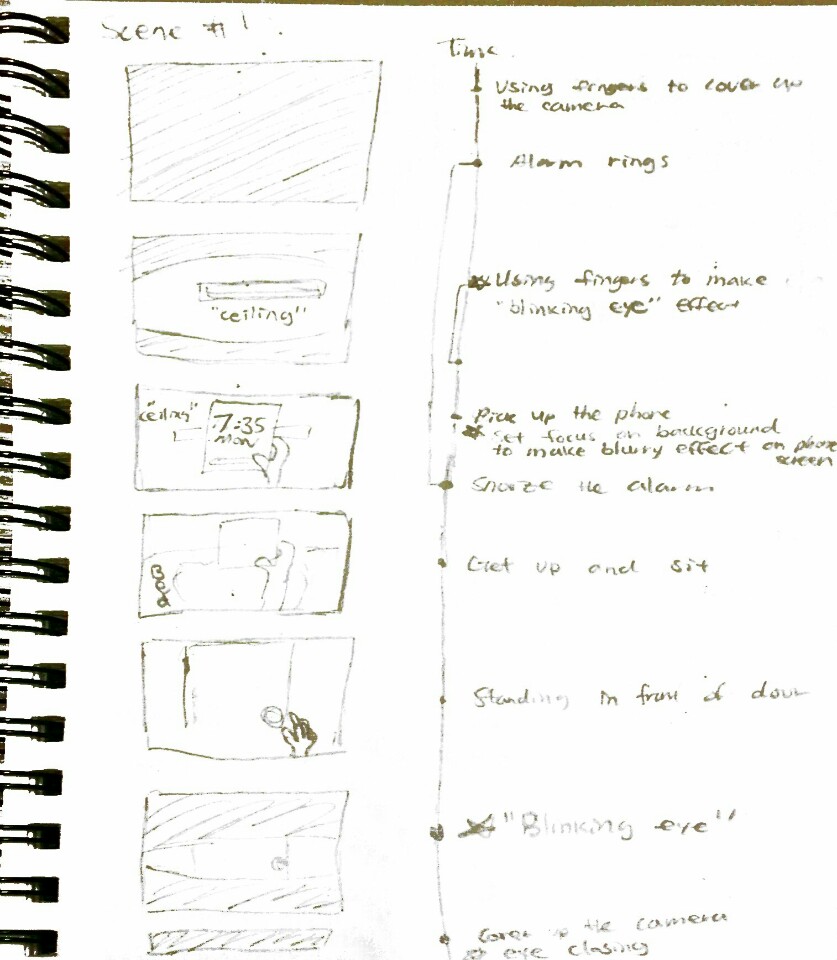 Scene #1
Time
Using fingers to cover up
the camera
Alarm rings
Using fingers to make
"blinking eye" effect
"ceiling"
"ceiling"
7:35
mon
Pick up the phone
set focus on background
to make blurry effect on phone
screen
Snooze the alarm
Get up and sit
Standing in front of door
"Blinking eye"
Cover up the camera
eye closing